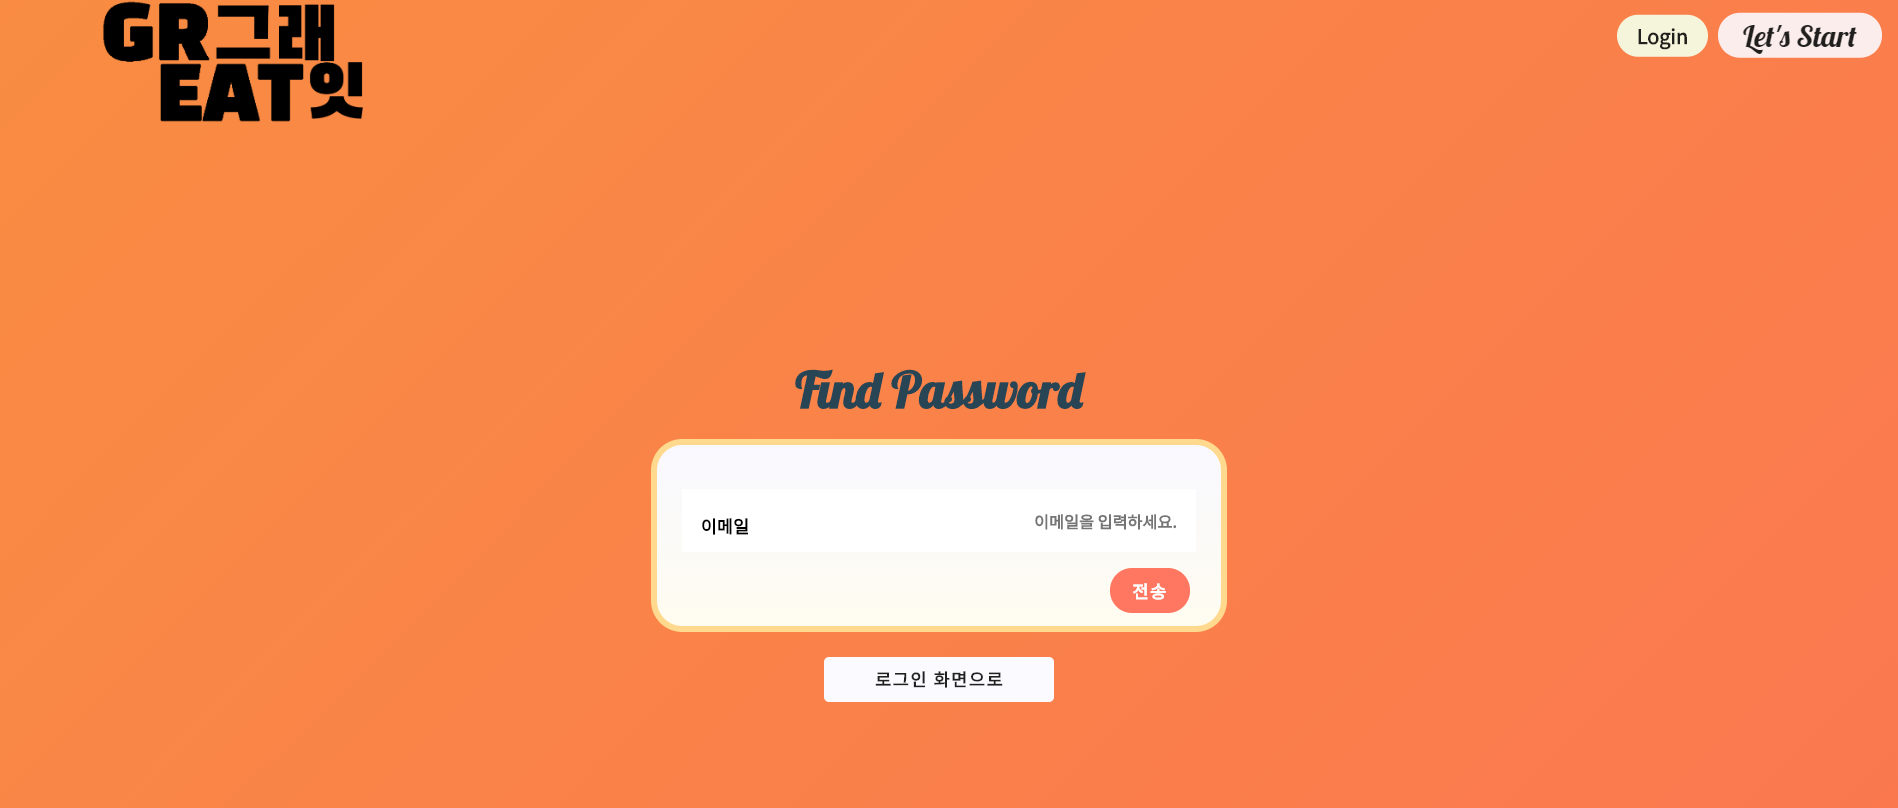 GR그래
EAT잇
Login
Let's Start
Find Password
이메일
이메일을 입력하세요.
전송
로그인 화면으로